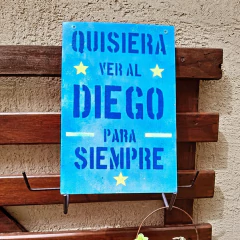 QUISIERA
VER AL
DIEGO
PARA
SIEMPRE